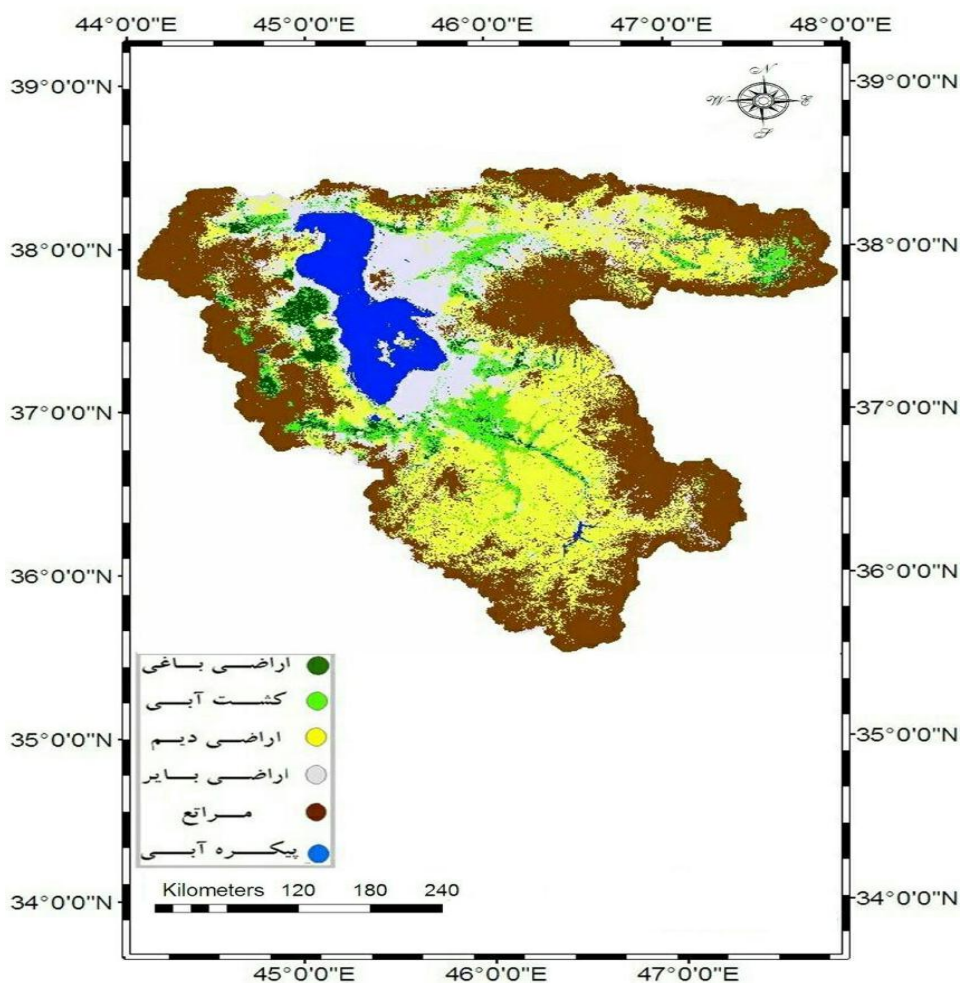 44°0'0"E 45°0'0"E 46°0'0"E 47°0'0"E 48°0'0"E
39°0'0"N 39°0'0"N
N
W E
S
38°0'0"N 38°0'0"N
37°0'0"N 37°0'0"N
36°0'0"N 36°0'0"N
اراضی باغی
کشت آبی
اراضی دیم
اراضی بایر
مراتع
پیکره آبی
35°0'0"N 35°0'0"N
Kilometers 120 180 240
34°0'0"N 34°0'0"N
45°0'0"E 46°0'0"E 47°0'0"E